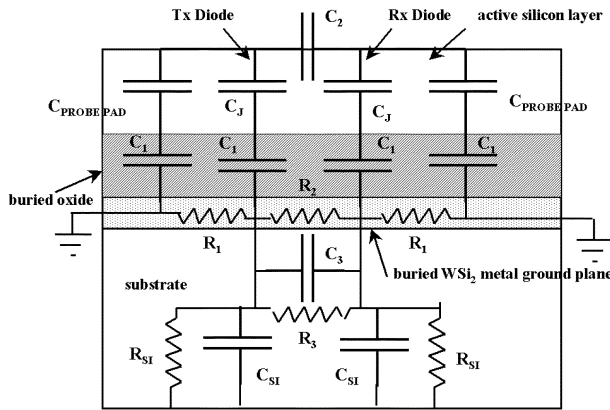 Tx Diode
C2
Rx Diode
active silicon layer
CPROBE PAD
CJ
CJ
CPROBE PAD
C1
C1
C1
C1
buried oxide
R2
R1
R1
C3
buried WSi2 metal ground plane
substrate
R3
RSI
CSI
CSI
RSI